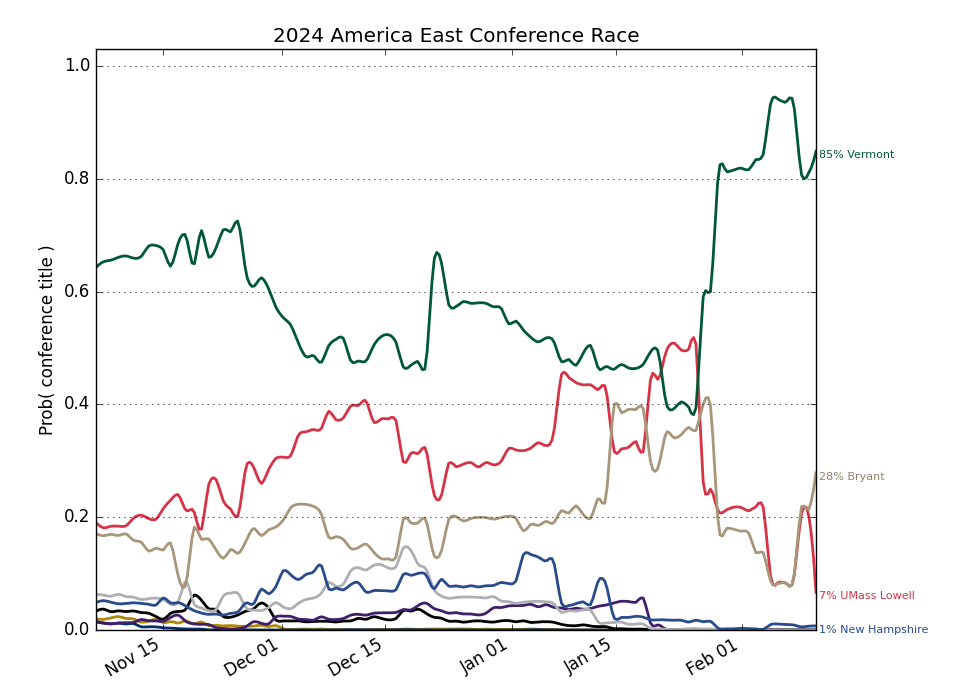 2024 America East Conference Race
Prob( conference title )
1.0
0.8
0.6
0.4
0.2
0.0
85% Vermont
28% Bryant
7% UMass Lowell
1% New Hampshire
Nov 15
Dec 01
Dec 15
Jan 01
Jan 15
Feb 01